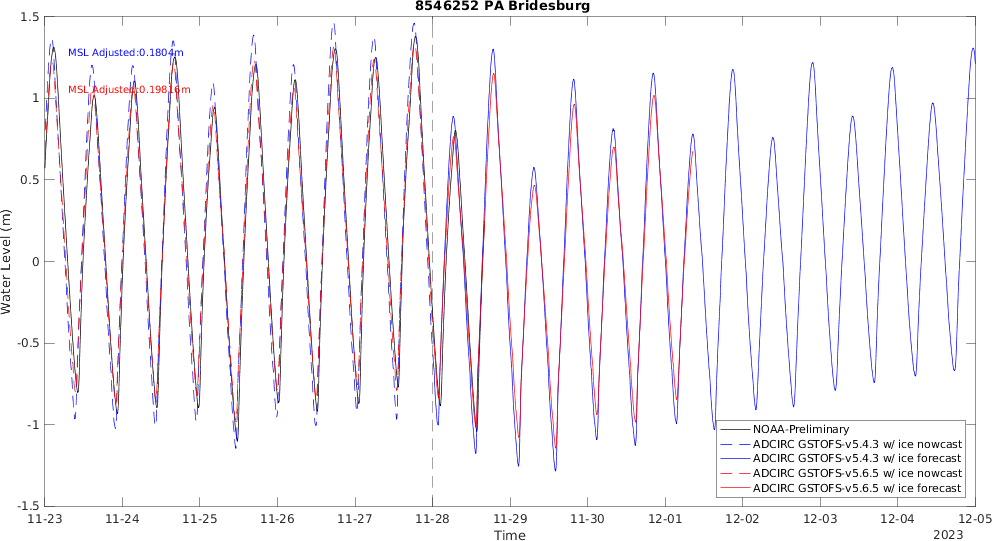 8546252 PA Bridesburg
MSL Adjusted:0.1804m
MSL Adjusted:0.19816m
Water Level (m)
1.5
1
0.5
0
-0.5
-1
-1.5
NOAA-Preliminary
ADCIRC GSTOFS-v5.4.3 w/ ice nowcast
ADCIRC GSTOFS-v5.4.3 w/ ice forecast
ADCIRC GSTOFS-v5.6.5 w/ ice nowcast
ADCIRC GSTOFS-v5.6.5 w/ ice forecast
11-23 11-24 11-25 11-26 11-27 11-28 11-29 11-30 12-01 12-02 12-03 12-04 12-05
Time
2023